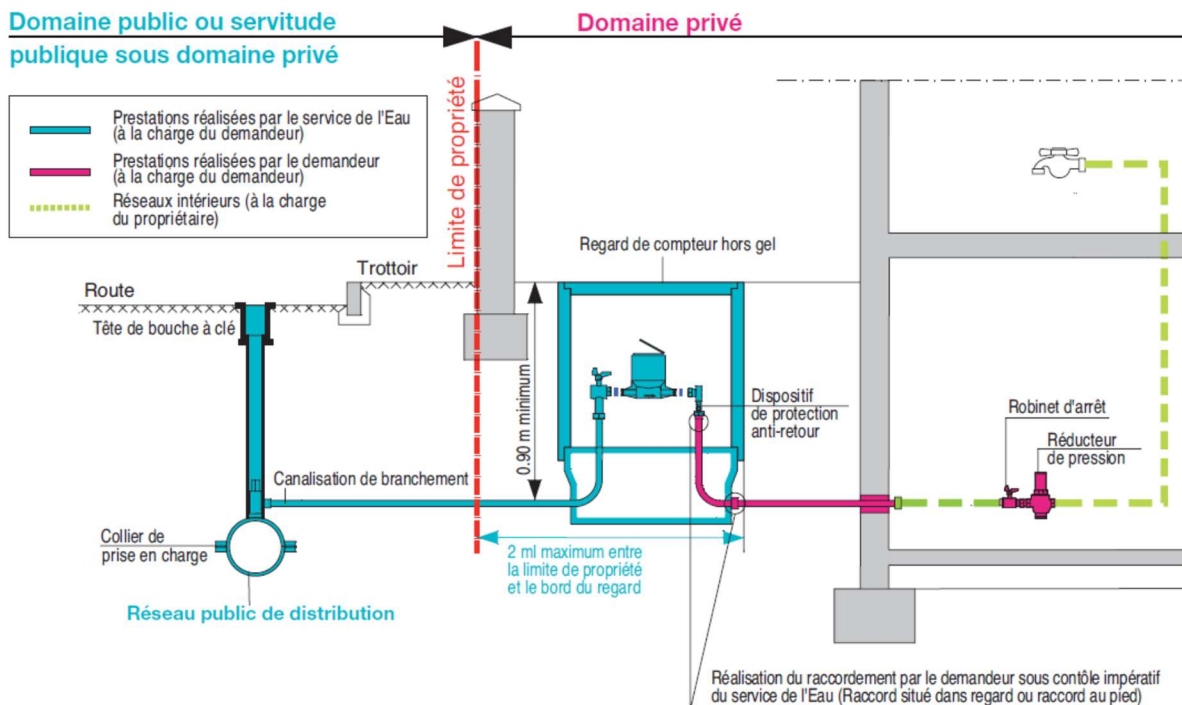 Domaine public ou servitude
publique sous domaine privé
Domaine privé
Prestations réalisées par le service de l'Eau
(à la charge du demandeur)
Prestations réalisées par le demandeur
(à la charge du demandeur)
Réseaux intérieurs (à la charge
du propriétaire)
Limite de propriété
Regard de compteur hors gel
Trottoir
Route
Tête de bouche à clé
0.90 m minimum
Dispositif
de protection
anti-retour
Robinet d'arrêt
Réducteur
de pression
Canalisation de branchement
Collier de
prise en charge
2 ml maximum entre
la limite de propriété
et le bord du regard
Réseau public de distribution
Réalisation du raccordement par le demandeur sous contôle impératif
du service de l'Eau (Raccord situé dans regard ou raccord au pied)